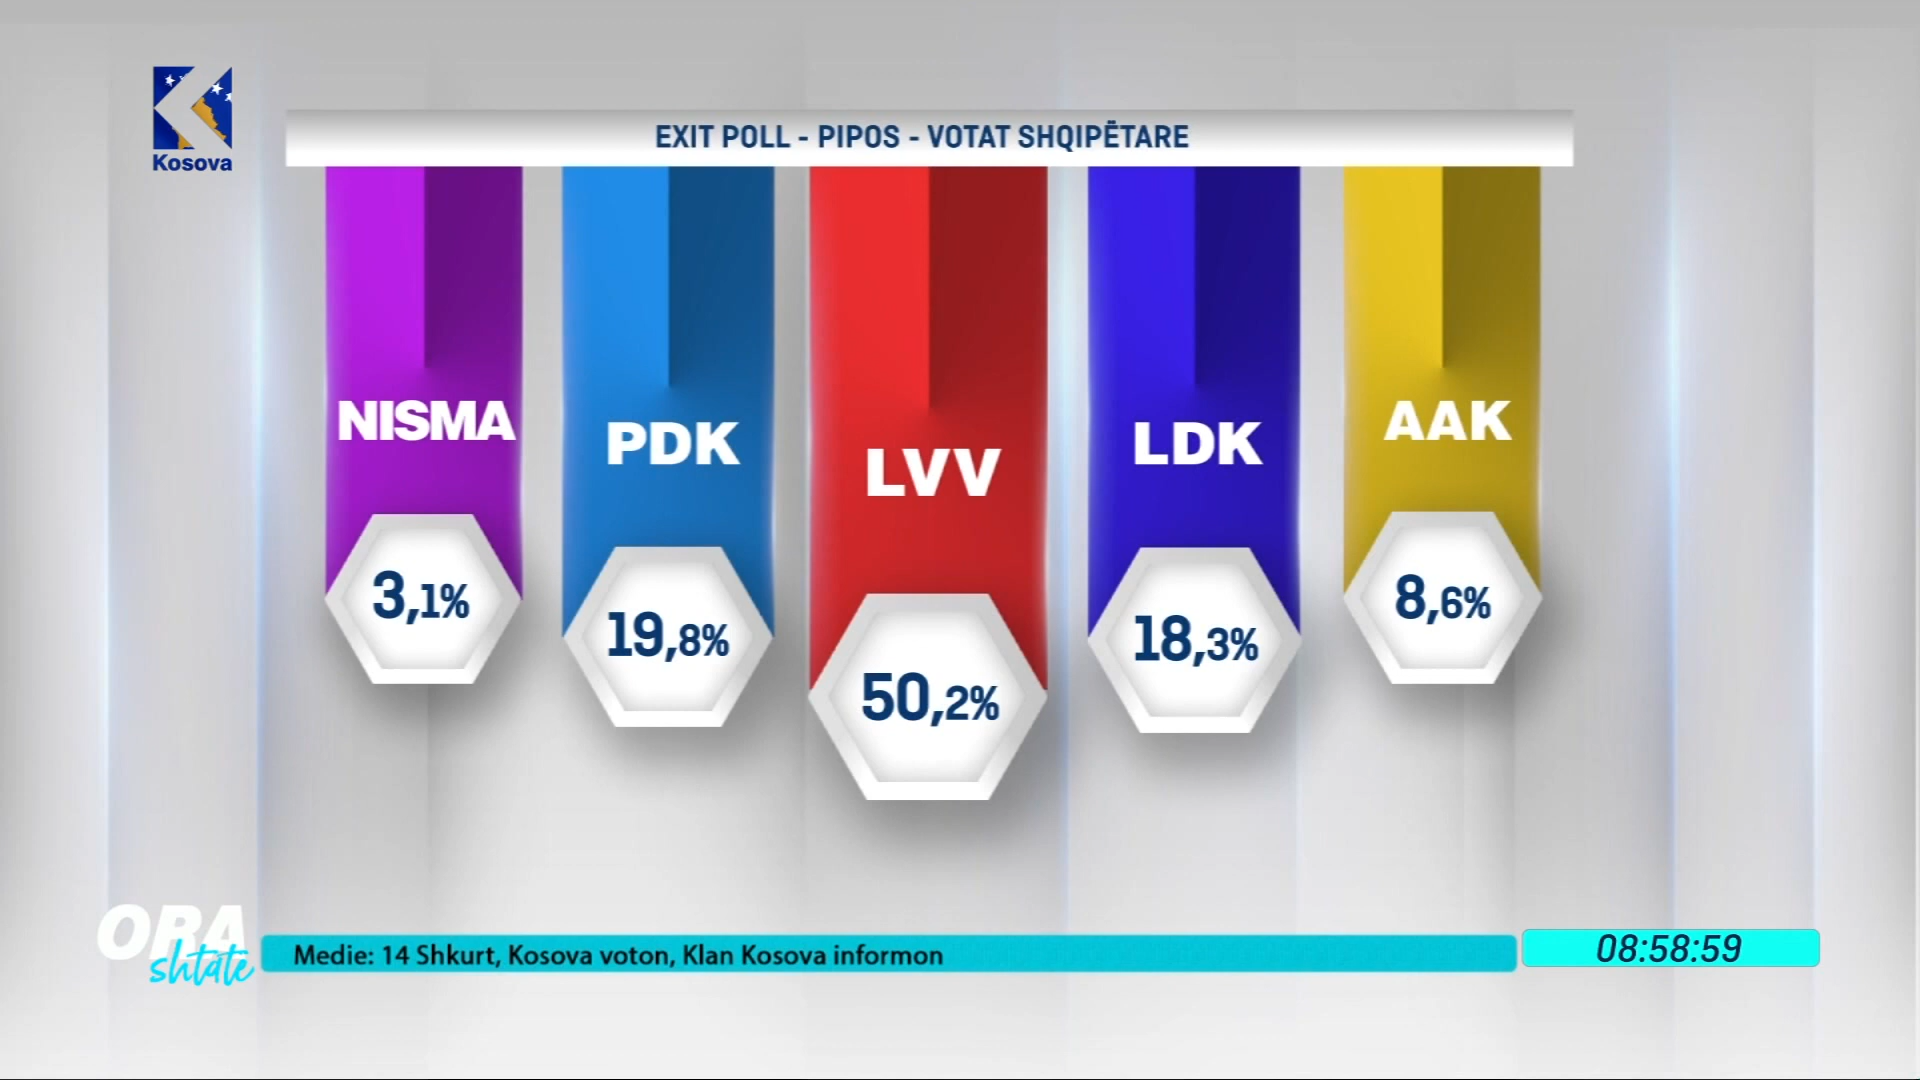 Kosova
EXIT POLL - PIPOS - VOTAT SHQIPËTARE
NISMA
PDK
LVV
LDK
AAK
3,1%
19,8%
50,2%
18,3%
8,6%
ORA
shtatë
Medie: 14 Shkurt, Kosova voton, Klan Kosova informon
08:58:59